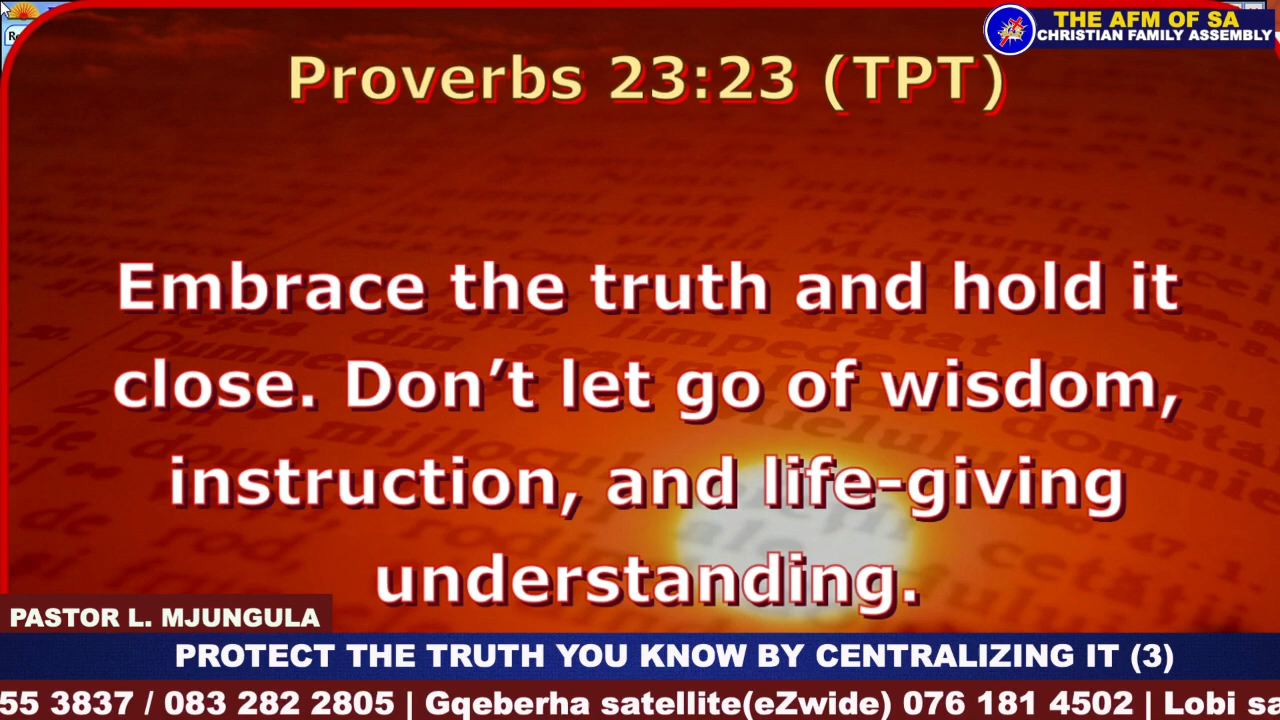 THE AFM OF SA
CHRISTIAN FAMILY ASSEMBLY
Proverbs 23:23 (TPT)
Embrace the truth and hold it
close. Don’t let go of wisdom,
instruction, and life-giving
understanding.
PASTOR L. MJUNGULA
PROTECT THE TRUTH YOU KNOW BY CENTRALIZING IT (3)
55 3837 / 083 282 2805 | Gqeberha satellite(eZwide) 076 181 4502 | Lobi sa